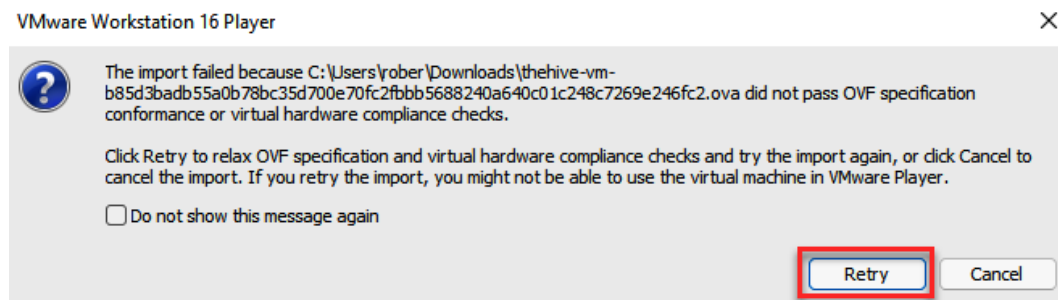 VMware Workstation 16 Player
The import failed because C:\Users\rober\Downloads\thehive-vm-
b85d3badb55a0b78bc35d700e70fc2fbbb5688240a640c01c248c7269e246fc2.ova did not pass OVF specification
conformance or virtual hardware compliance checks.
Click Retry to relax OVF specification and virtual hardware compliance checks and try the import again, or click Cancel to
cancel the import. If you retry the import, you might not be able to use the virtual machine in VMware Player.
Do not show this message again
Retry Cancel